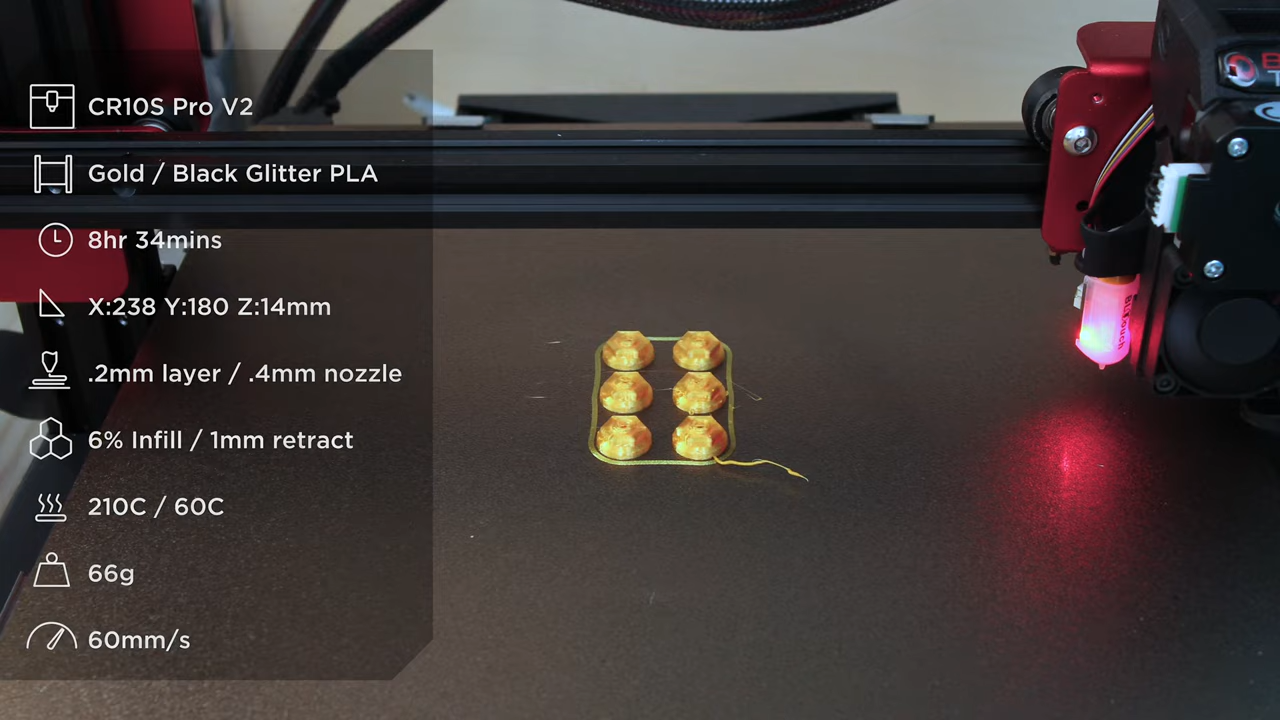 CR10S Pro V2
Gold / Black Glitter PLA
8hr 34mins
X:238 Y:180 Z:14mm
.2mm layer / .4mm nozzle
6% Infill / 1mm retract
210C / 60C
66g
60mm/s
BLTouch